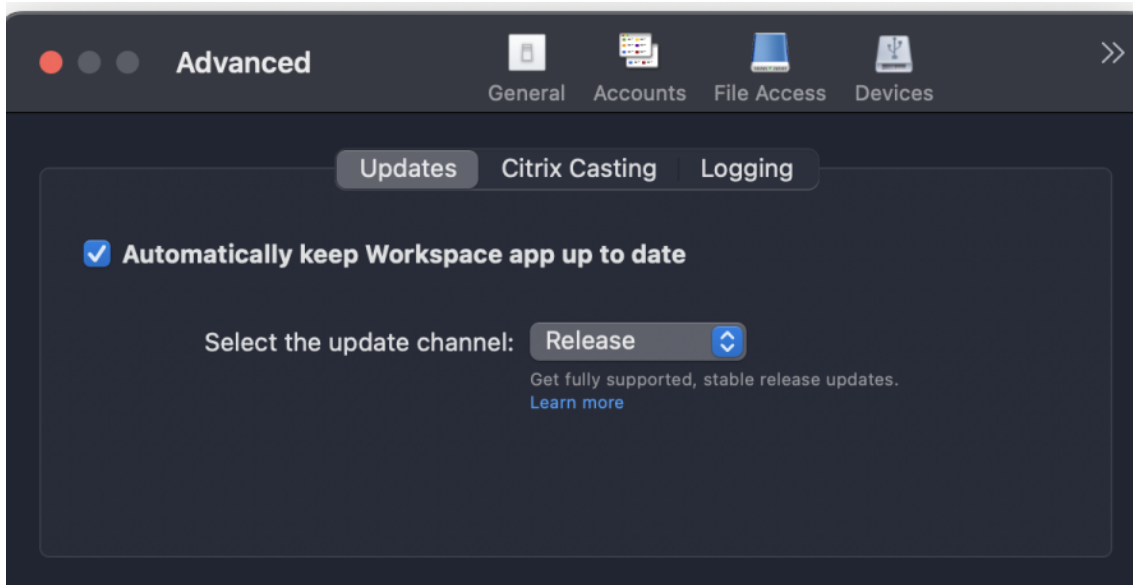 Advanced
General Accounts File Access Devices
Updates Citrix Casting Logging
Automatically keep Workspace app up to date
Select the update channel: Release
Get fully supported, stable release updates.
Learn more